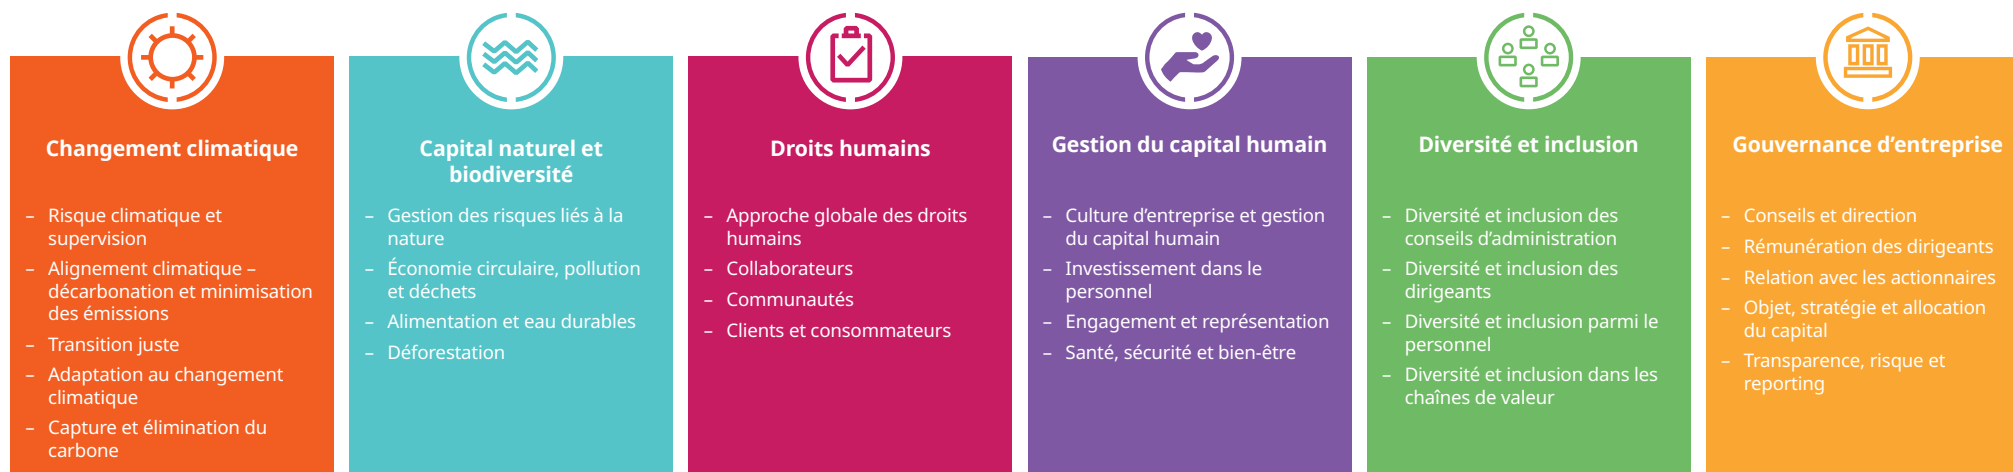 Changement climatique
– Risque climatique et
supervision
– Alignement climatique –
décarbonation et minimisation
des émissions
– Transition juste
– Adaptation au changement
climatique
– Capture et élimination du
carbone
Capital naturel et
biodiversité
– Gestion des risques liés à la
nature
– Économie circulaire, pollution
et déchets
– Alimentation et eau durables
– Déforestation
Droits humains
– Approche globale des droits
humains
– Collaborateurs
– Communautés
– Clients et consommateurs
Gestion du capital humain
– Culture d’entreprise et gestion
du capital humain
– Investissement dans le
personnel
– Engagement et représentation
– Santé, sécurité et bien-être
Diversité et inclusion
– Diversité et inclusion des
conseils d’administration
– Diversité et inclusion des
dirigeants
– Diversité et inclusion parmi le
personnel
– Diversité et inclusion dans les
chaînes de valeur
Gouvernance d’entreprise
– Conseils et direction
– Rémunération des dirigeants
– Relation avec les actionnaires
– Objet, stratégie et allocation
du capital
– Transparence, risque et
reporting